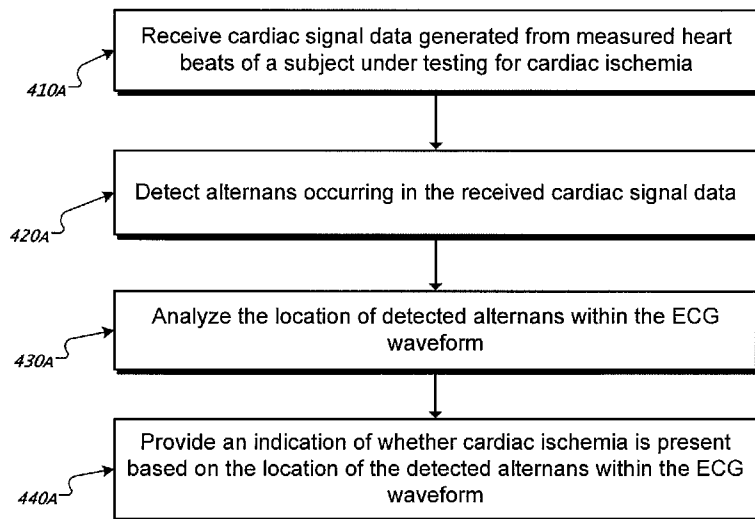 Receive cardiac signal data generated from measured heart
beats of a subject under testing for cardiac ischemia
410A
Detect alternans occurring in the received cardiac signal data
420A
Analyze the location of detected alternans within the ECG
waveform
430A
Provide an indication of whether cardiac ischemia is present
based on the location of the detected alternans within the ECG
waveform
440A